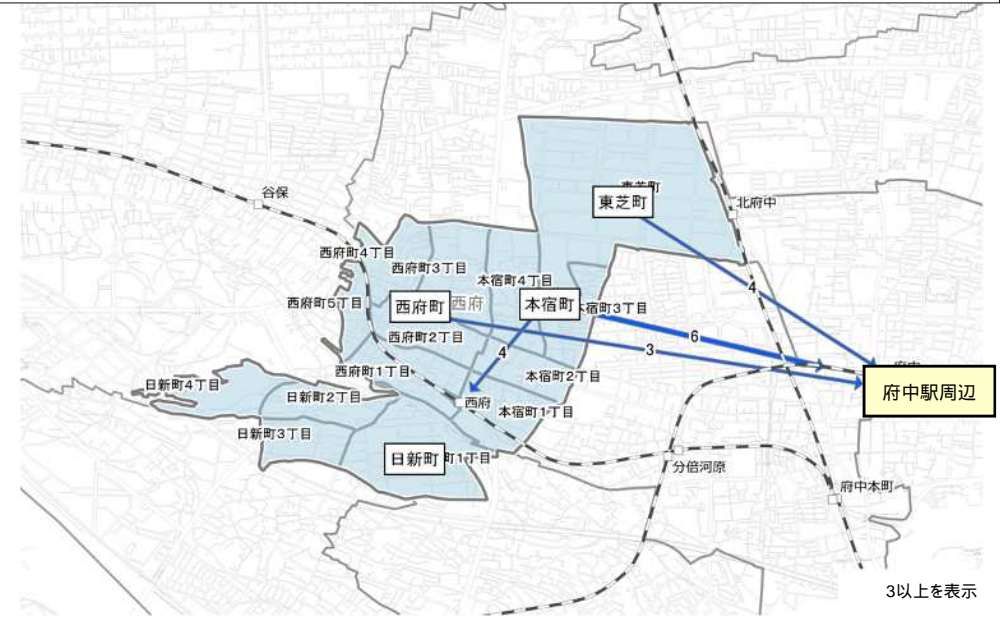 谷保
東芝町
東芝町
北府中
西府町4丁目
西府町3丁目
本宿町4丁目
4
西府町5丁目
西府町
西府
本宿町
本宿町3丁目
西府町2丁目
6
4
3
府中
西府町1丁目
本宿町2丁目
日新町4丁目
日新町2丁目
府中駅周辺
西府
本宿町1丁目
日新町3丁目
日新町
町1丁目
分倍河原
府中本町
3以上を表示